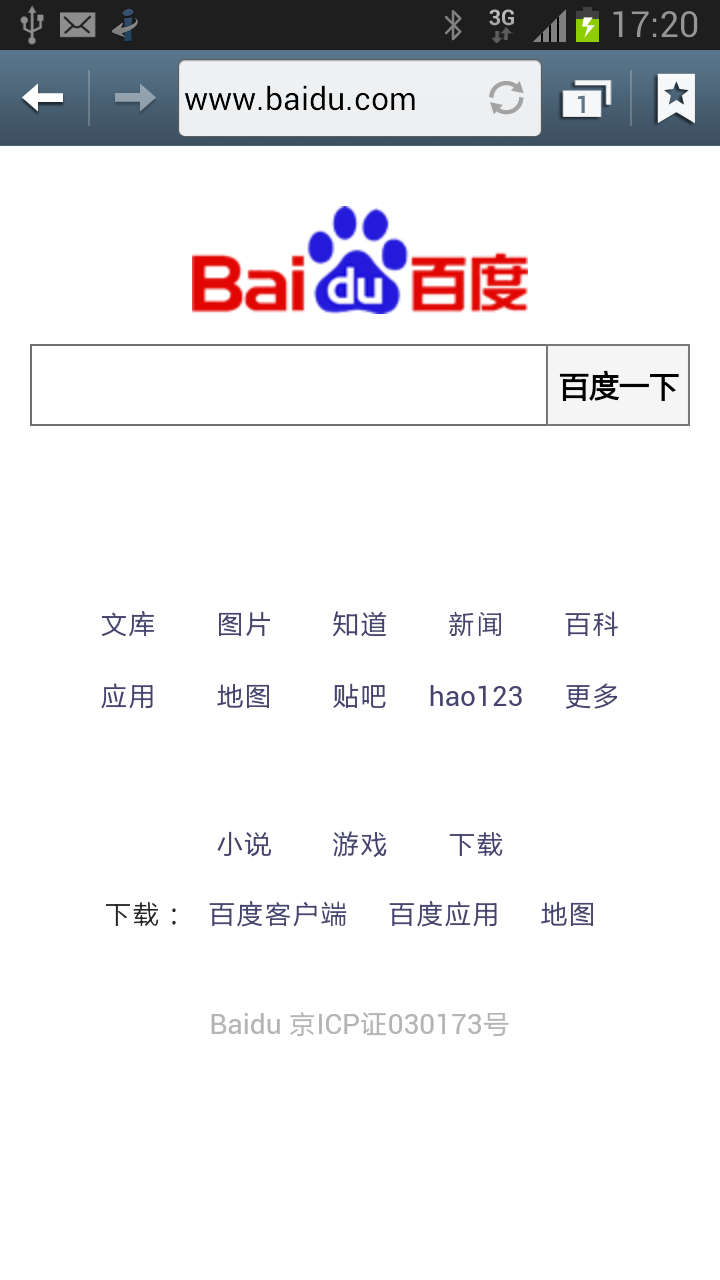 3G 17:20
www.baidu.com 1
Bai du 百度
百度一下
文库 图片 知道 新闻 百科
应用 地图 贴吧 hao123 更多
小说 游戏 下载
下载： 百度客户端 百度应用 地图
Baidu 京ICP证030173号